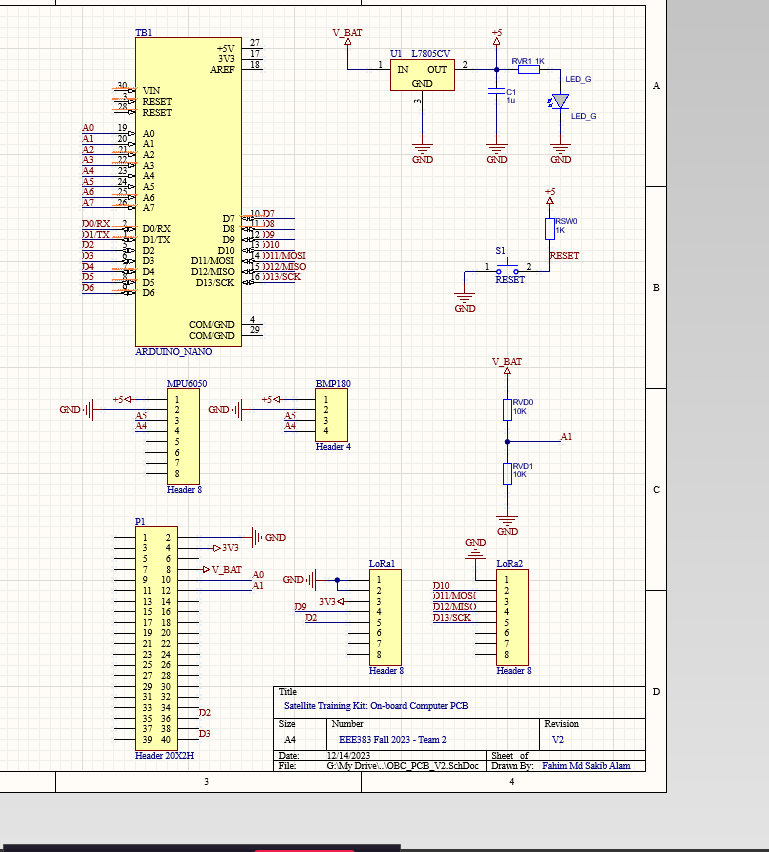 TB1
+5V 27
3V3 17
AREF 18
30 VIN
3 RESET
28 RESET
A0 19 A0
A1 20 A1
A2 21 A2
A3 22 A3
A4 23 A4
A5 24 A5
A6 25 A6
A7 26 A7
D7 10 D7
D0/RX 2 D0/RX D8 11 D8
D1/TX D1/TX D9 12 D9
D2 D2 D10 13 D10
D3 D3 D11/MOSI 14 D11/MOSI
D4 D4 D12/MISO 15 D12/MISO
D5 D5 D13/SCK 16 D13/SCK
D6 D6
COM/GND 4
COM/GND 29
ARDUINO_NANO
V_BAT
U1 L7805CV
1 IN OUT 2
GND
3
GND
+5
RVR1 1K
C1
1u
GND
LED_G
LED_G
GND
A
+5
RSW0
1K
RESET
S1
1 2
RESET
GND
B
MPU6050
+5 1
GND 2
A5 3
A4 4
5
6
7
8
Header 8
BMP180
+5 1
GND 2
A5 3
A4 4
Header 4
V_BAT
RVD0
10K
A1
RVD1
10K
GND
C
P1
1 2 GND
3 4 3V3
5 6
7 8 V_BAT
9 10 A0
11 12 A1
13 14
15 16
17 18
19 20
21 22
23 24
25 26
27 28
29 30
31 32
33 34
35 36 D2
37 38
39 40 D3
Header 20X2H
LoRa1
GND 1
2
3V3 3
D9 4
D2 5
6
7
8
Header 8
GND
LoRa2
1
D10 2
D11/MOSI 3
D12/MISO 4
D13/SCK 5
6
7
8
Header 8
D
Title
Satellite Training Kit: On-board Computer PCB
Size Number Revision
A4 EEE383 Fall 2023 - Team 2 V2
Date: 12/14/2023 Sheet of
File: G:\My Drive\..\OBC_PCB_V2.SchDoc Drawn By: Fahim Md Sakib Alam
3 4